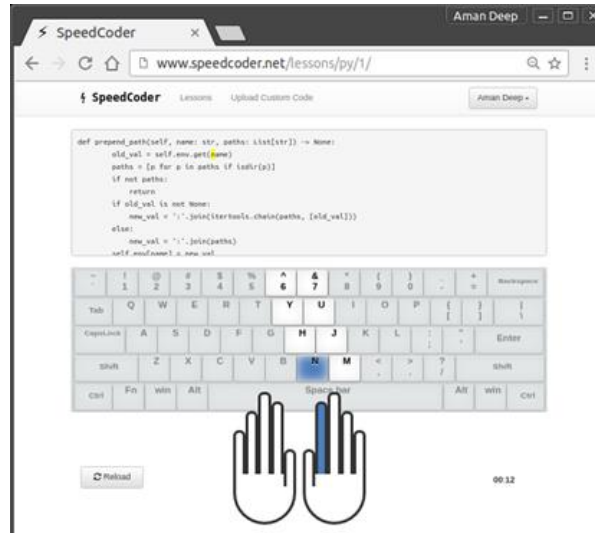 Aman Deep
SpeedCoder ×
www.speedcoder.net/lessons/py/1/
SpeedCoder Lessons Upload Custom Code Aman Deep
def prepend_path(self, name: str, paths: List[str]) -> None:
old_val = self.env.get(name)
paths = [p for p in paths if isdir(p)]
if not paths:
return
if old_val is not None:
new_val = ':'.join(itertools.chain(paths, [old_val]))
else:
new_val = ':'.join(paths)
self.env[name] = new_val
~ ! @ # $ % ^ & * ( ) +
1 2 3 4 5 6 7 8 9 0 = Backspace
Tab Q W E R T Y U I O P { } |
[ ] \
CapsLock A S D F G H J K L : " Enter
; '
Shift Z X C V B N M < > ? Shift
, . /
Ctrl Fn win Alt Space bar Alt win Ctrl
Reload 00:12